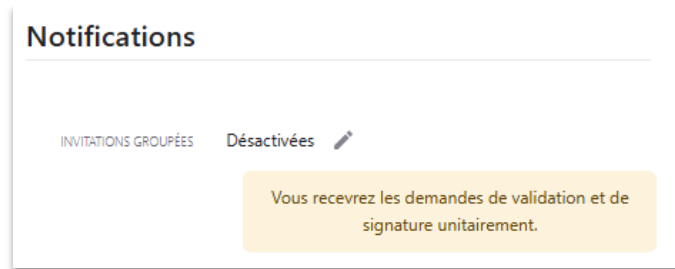 Notifications
INVITATIONS GROUPÉES Désactivées
Vous recevrez les demandes de validation et de
signature unitairement.